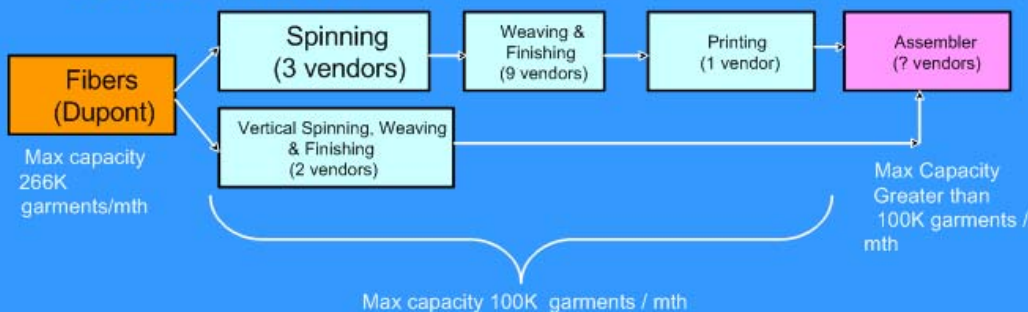 Spinning
(3 vendors)
Weaving &
Finishing
(9 vendors)
Printing
(1 vendor)
Assembler
(? vendors)
Fibers
(Dupont)
Vertical Spinning, Weaving
& Finishing
(2 vendors)
Max capacity
266K
garments/mth
Max Capacity
Greater than
100K garments /
mth
Max capacity 100K garments / mth